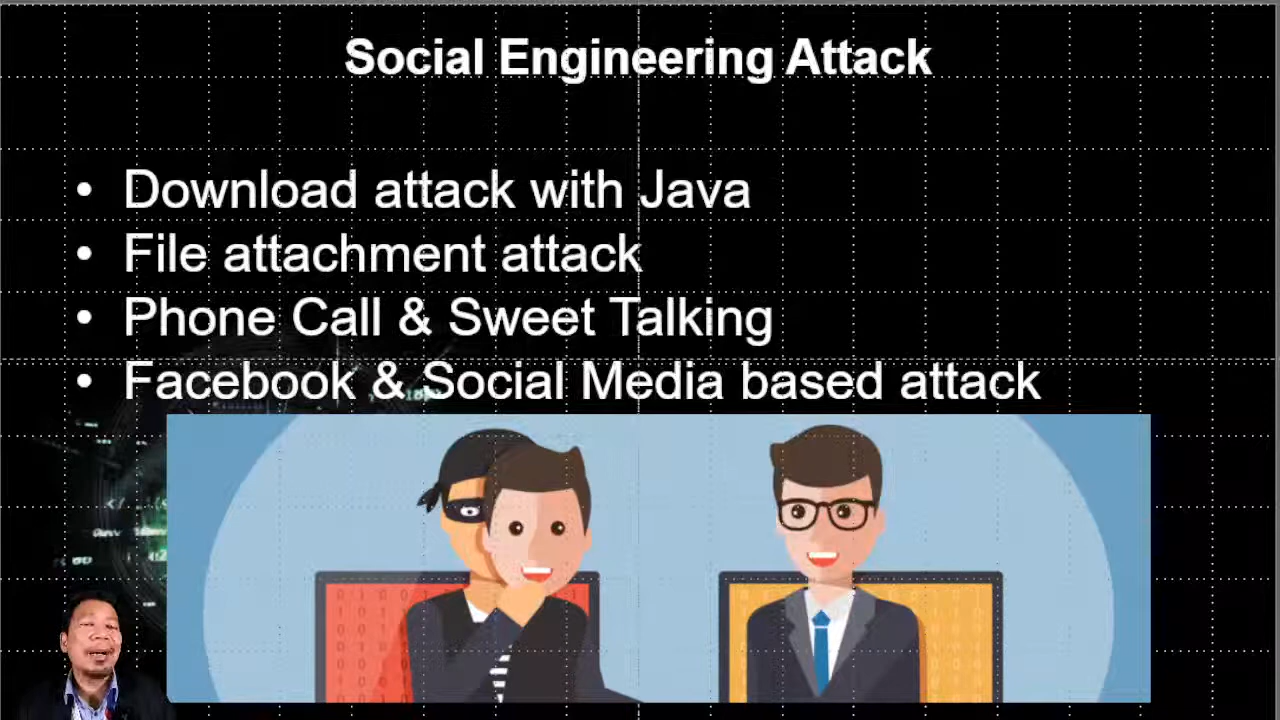 Social Engineering Attack
• Download attack with Java
• File attachment attack
• Phone Call & Sweet Talking
• Facebook & Social Media based attack